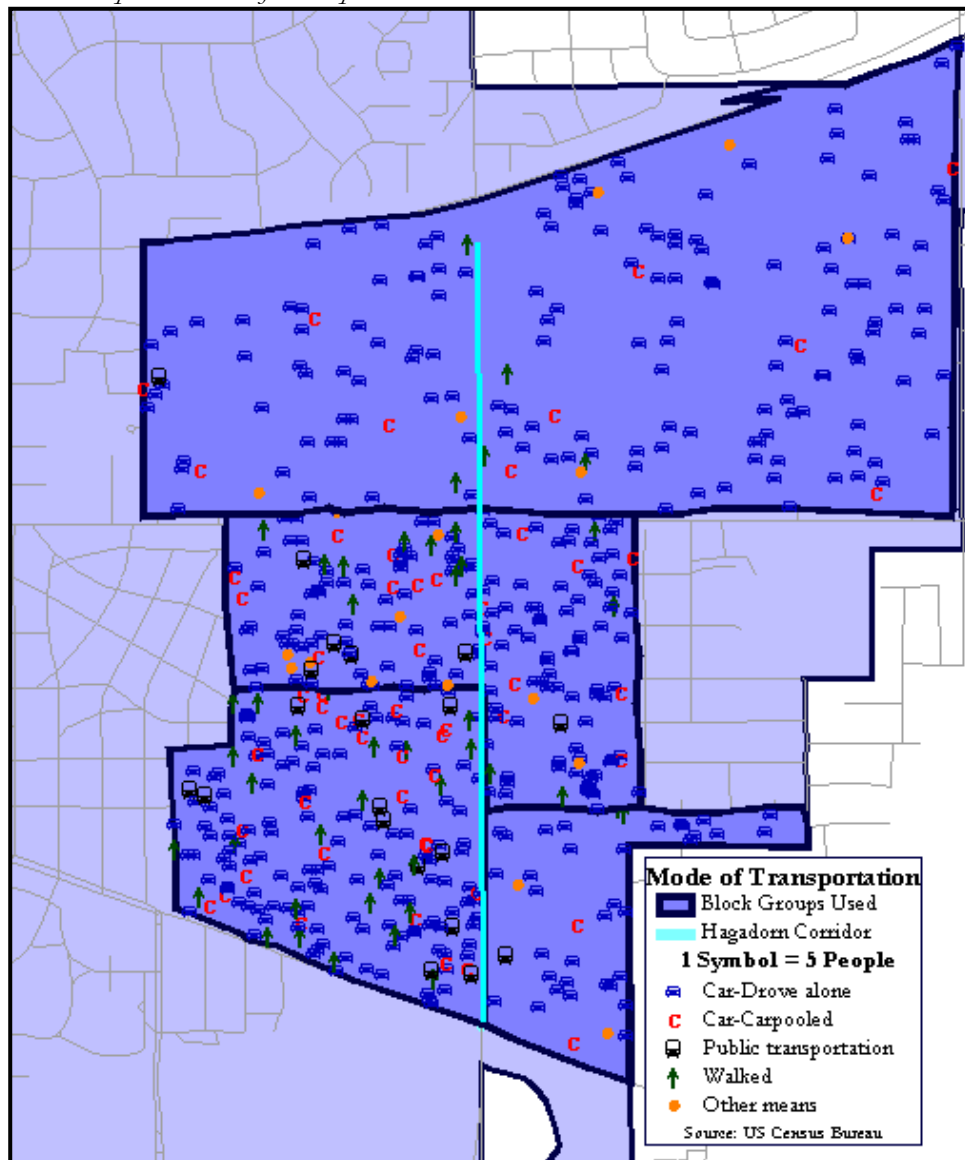 Mode of Transportation
Block Groups Used
Hagadorn Corridor
1 Symbol = 5 People
Car-Drove alone
C Car-Carpooled
Public transportation
Walked
Other means
Source: US Census Bureau